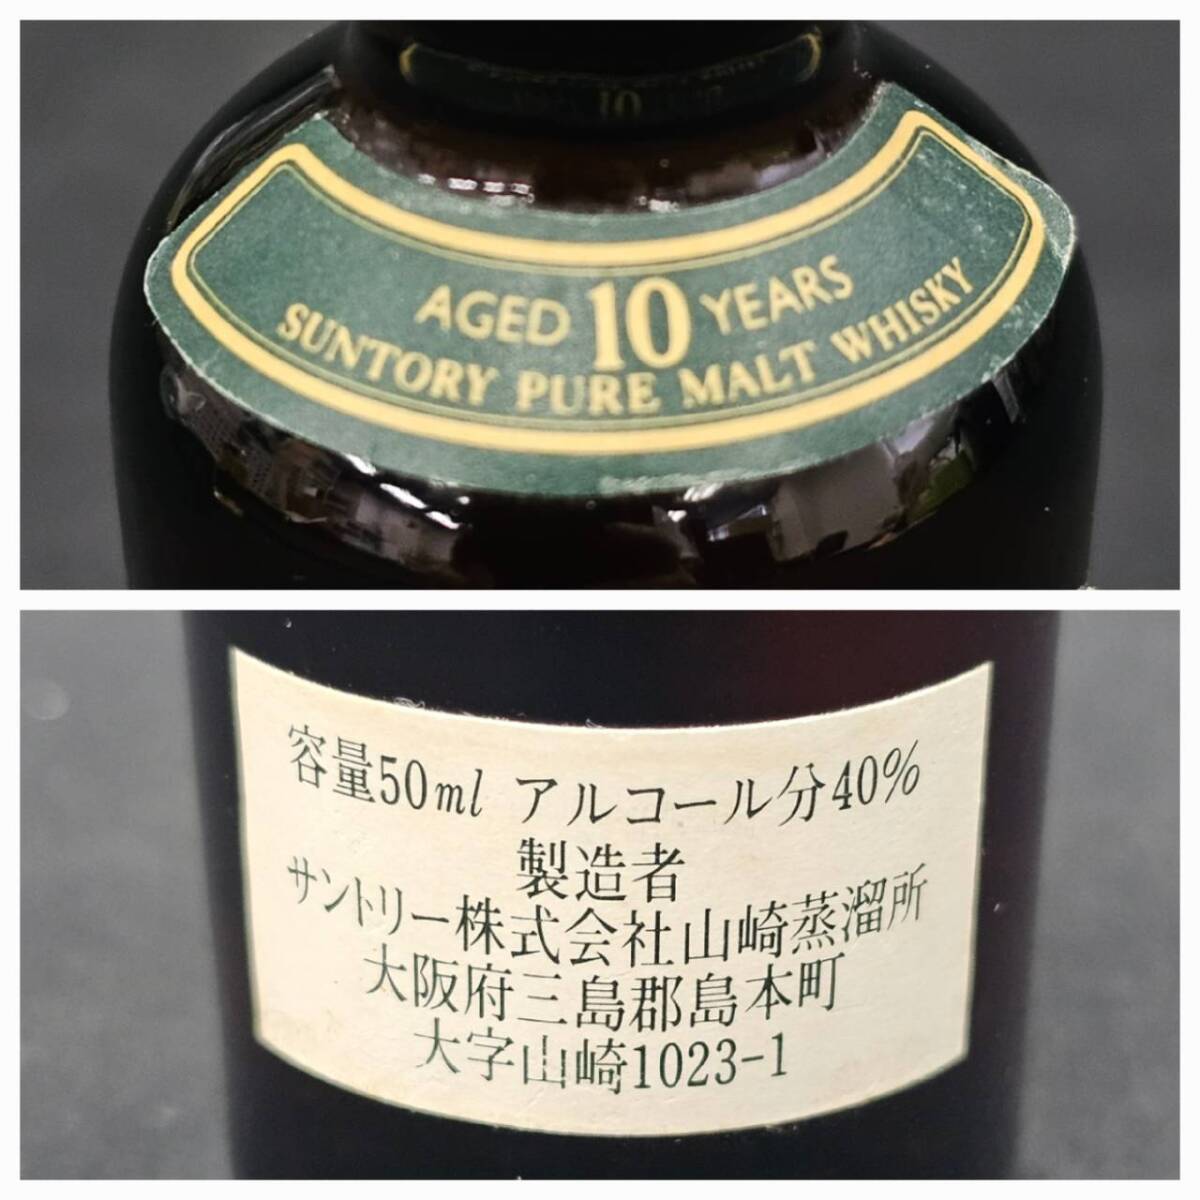 10
AGED 10 YEARS
SUNTORY PURE MALT WHISKY
容量50ml アルコール分40%
製造者
サントリー株式会社山崎蒸溜所
大阪府三島郡島本町
大字山崎1023-1